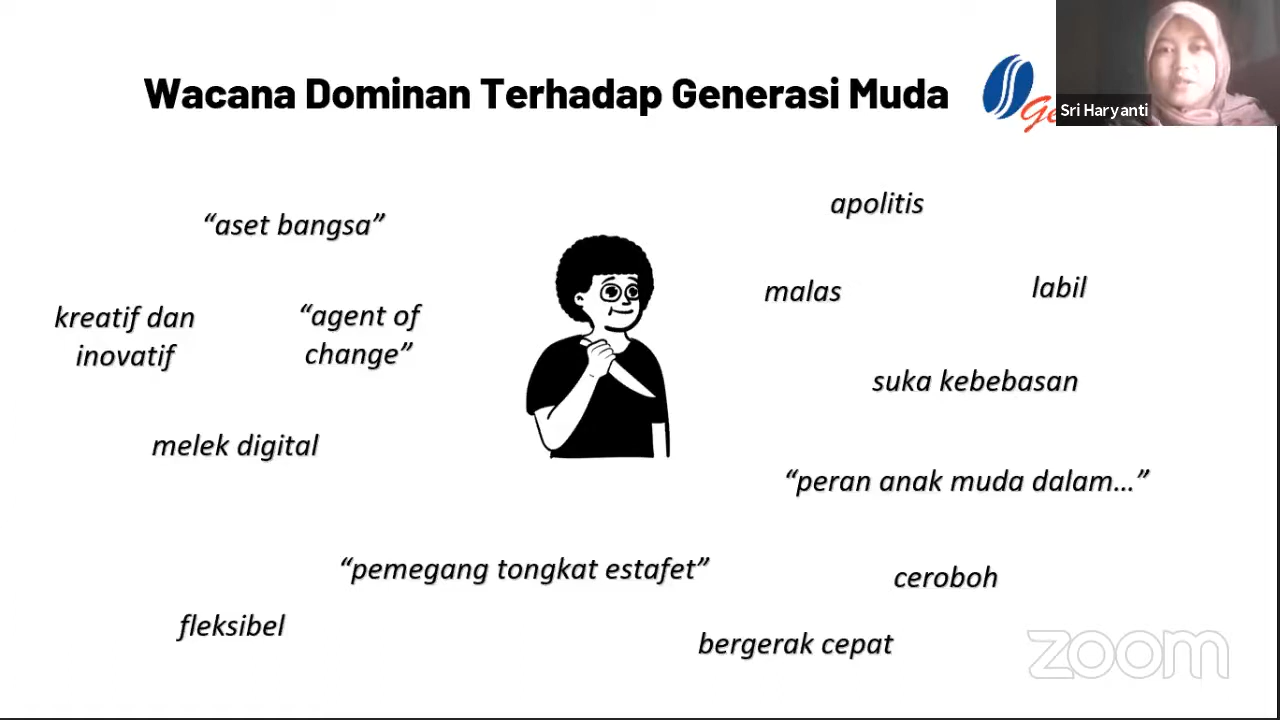 Wacana Dominan Terhadap Generasi Muda
Ge
Sri Haryanti
“aset bangsa”
apolitis
malas
labil
kreatif dan
inovatif
“agent of
change”
suka kebebasan
melek digital
“peran anak muda dalam...”
“pemegang tongkat estafet”
ceroboh
fleksibel
bergerak cepat
zoom